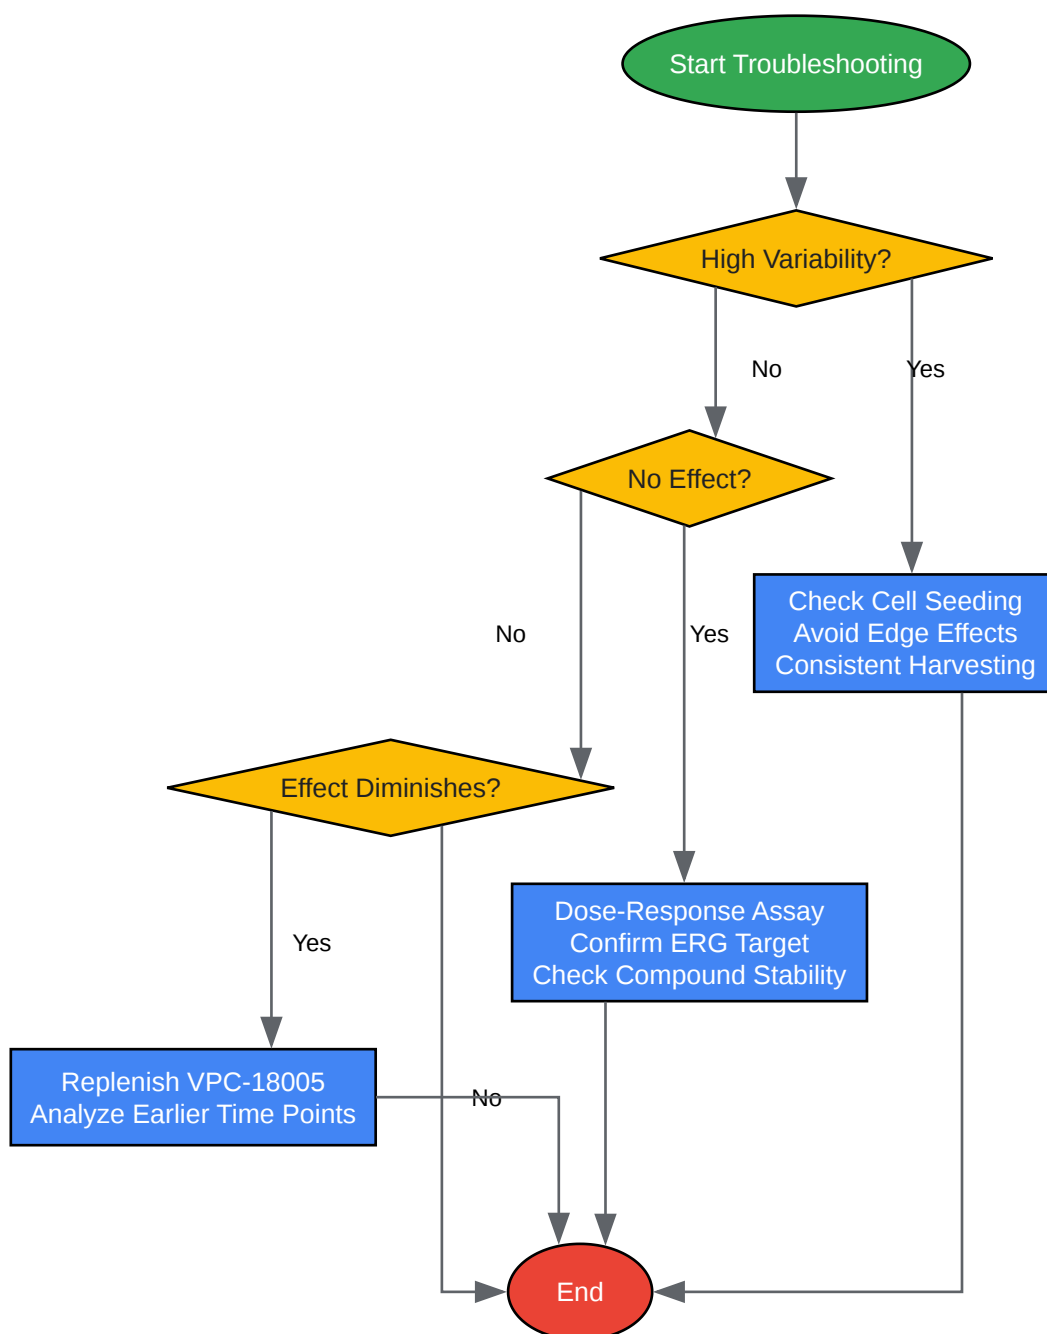 Start Troubleshooting
High Variability?
No
Yes
No Effect?
No
Yes
Check Cell Seeding
Avoid Edge Effects
Consistent Harvesting
Effect Diminishes?
Yes
Dose-Response Assay
Confirm ERG Target
Check Compound Stability
Replenish VPC-18005
Analyze Earlier Time Points
No
End